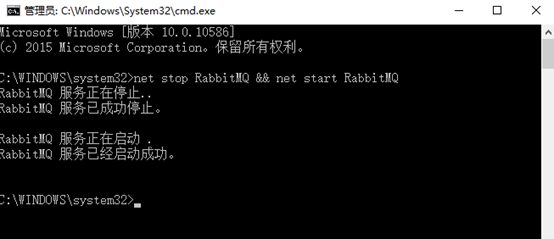 管理员: C:\Windows\System32\cmd.exe
Microsoft Windows [版本 10.0.10586]
(c) 2015 Microsoft Corporation。保留所有权利。
C:\WINDOWS\system32>net stop RabbitMQ && net start RabbitMQ
RabbitMQ 服务正在停止..
RabbitMQ 服务已成功停止。
RabbitMQ 服务正在启动 .
RabbitMQ 服务已经启动成功。
C:\WINDOWS\system32>